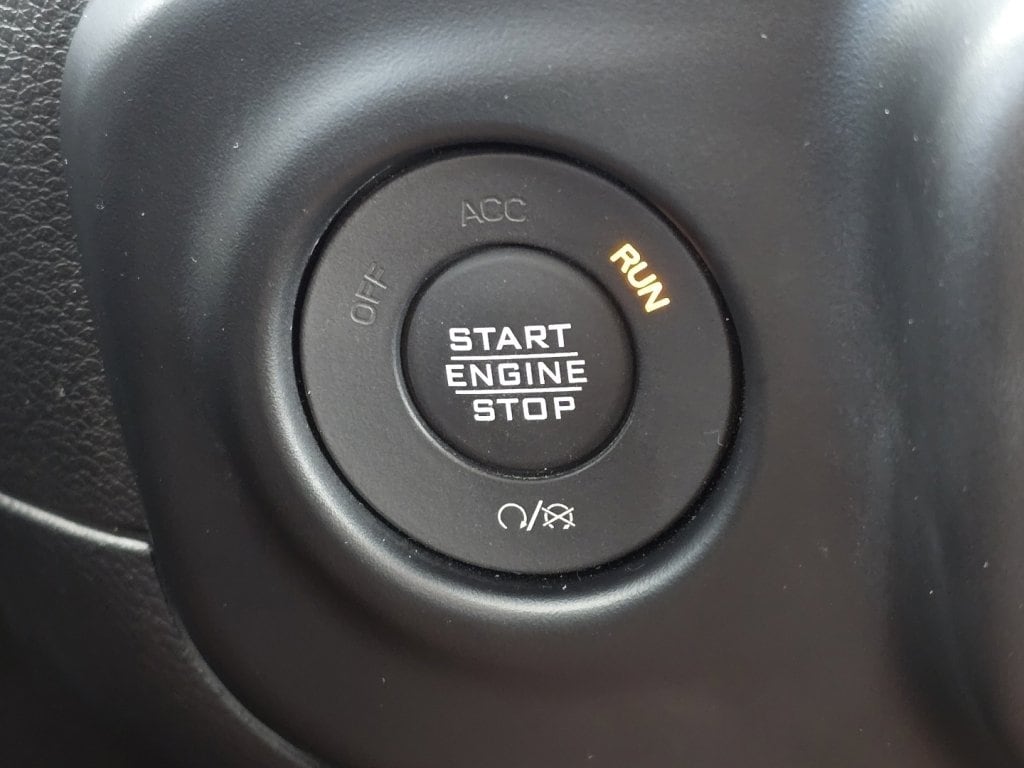 ACC
RUN
OFF
START
ENGINE
STOP